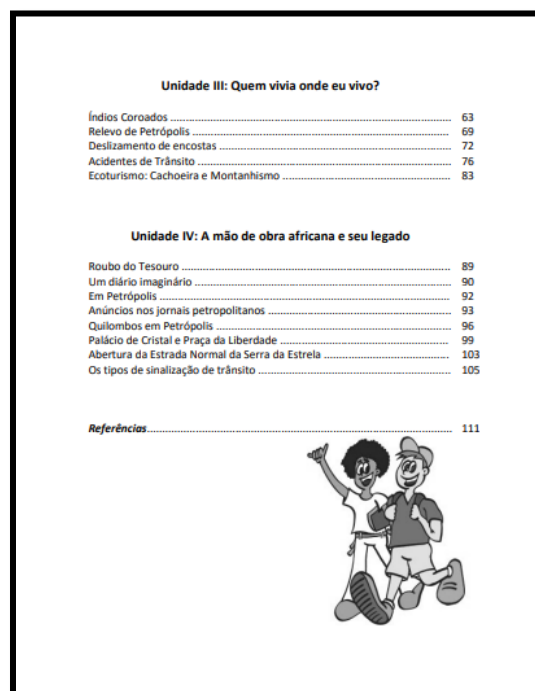 Unidade III: Quem vivia onde eu vivo?
Índios Coroados ........................................................................................ 63
Relevo de Petrópolis ................................................................................. 69
Deslizamento de encostas ......................................................................... 72
Acidentes de Trânsito ................................................................................ 76
Ecoturismo: Cachoeira e Montanhismo ..................................................... 83
Unidade IV: A mão de obra africana e seu legado
Roubo do Tesouro ..................................................................................... 89
Um diário imaginário ................................................................................. 90
Em Petrópolis ............................................................................................ 92
Anúncios nos jornais petropolitanos .......................................................... 93
Quilombos em Petrópolis .......................................................................... 96
Palácio de Cristal e Praça da Liberdade ..................................................... 99
Abertura da Estrada Normal da Serra da Estrela ....................................... 103
Os tipos de sinalização de trânsito ............................................................ 105
Referências................................................................................................ 111